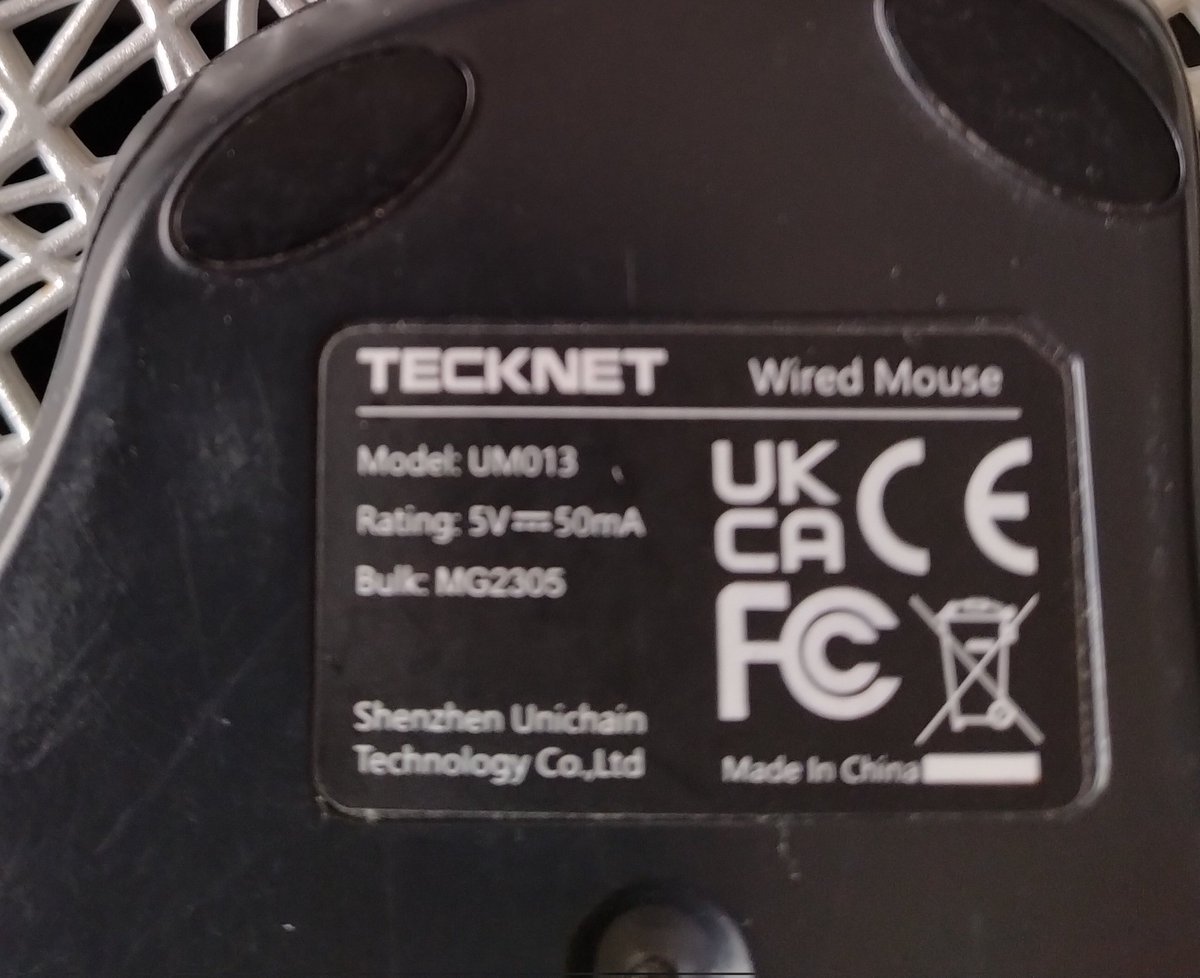 TECKNET Wired Mouse
Model: UM013
Rating: 5V⎓50mA
Bulk: MG2305
UK
CA
CE
FC
Shenzhen Unichain
Technology Co.,Ltd
Made In China